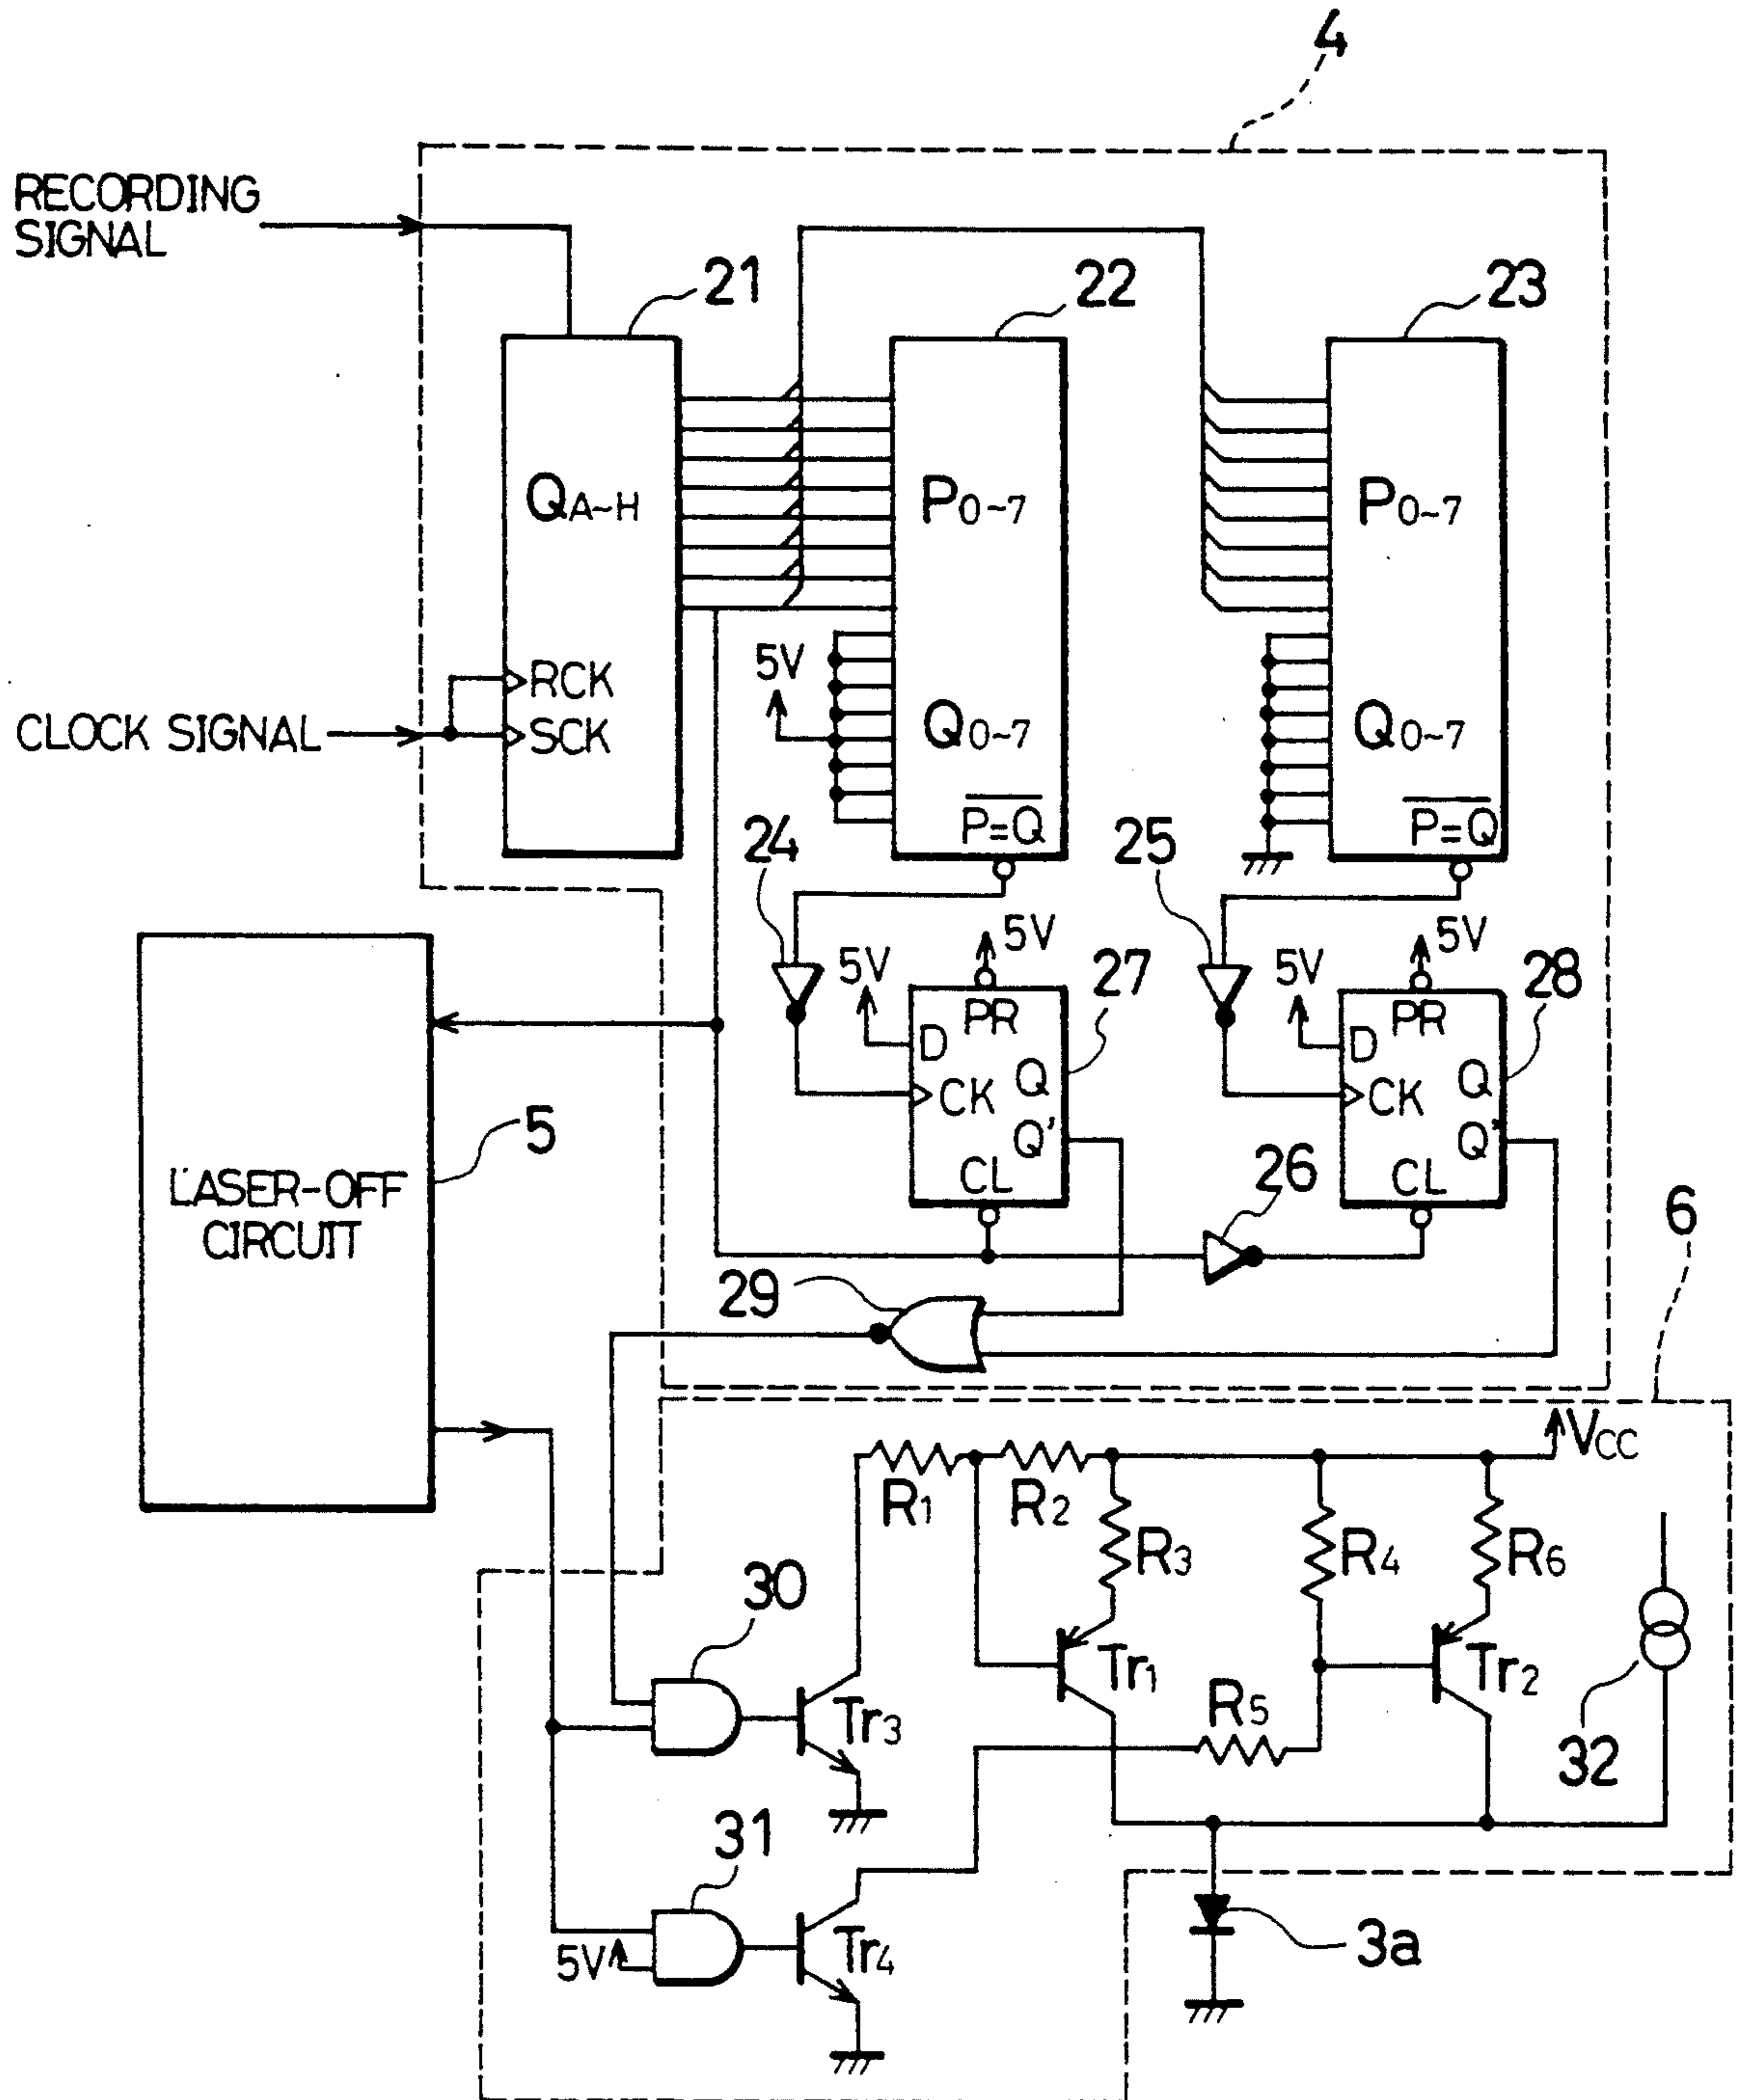 4
RECORDING
SIGNAL
21
22
23
QA~H
P0~7
P0~7
5V
RCK
SCK
CLOCK SIGNAL
Q0~7
Q0~7
P=Q
P=Q
24
25
5V
5V
5V
5V
27
28
PR
PR
D
D
CK
CK
Q
Q
Q'
Q'
CL
CL
5
LASER-OFF
CIRCUIT
26
6
29
VCC
R1
R2
R3
R4
R6
30
Tr1
Tr2
R5
Tr3
32
31
5V
Tr4
3a